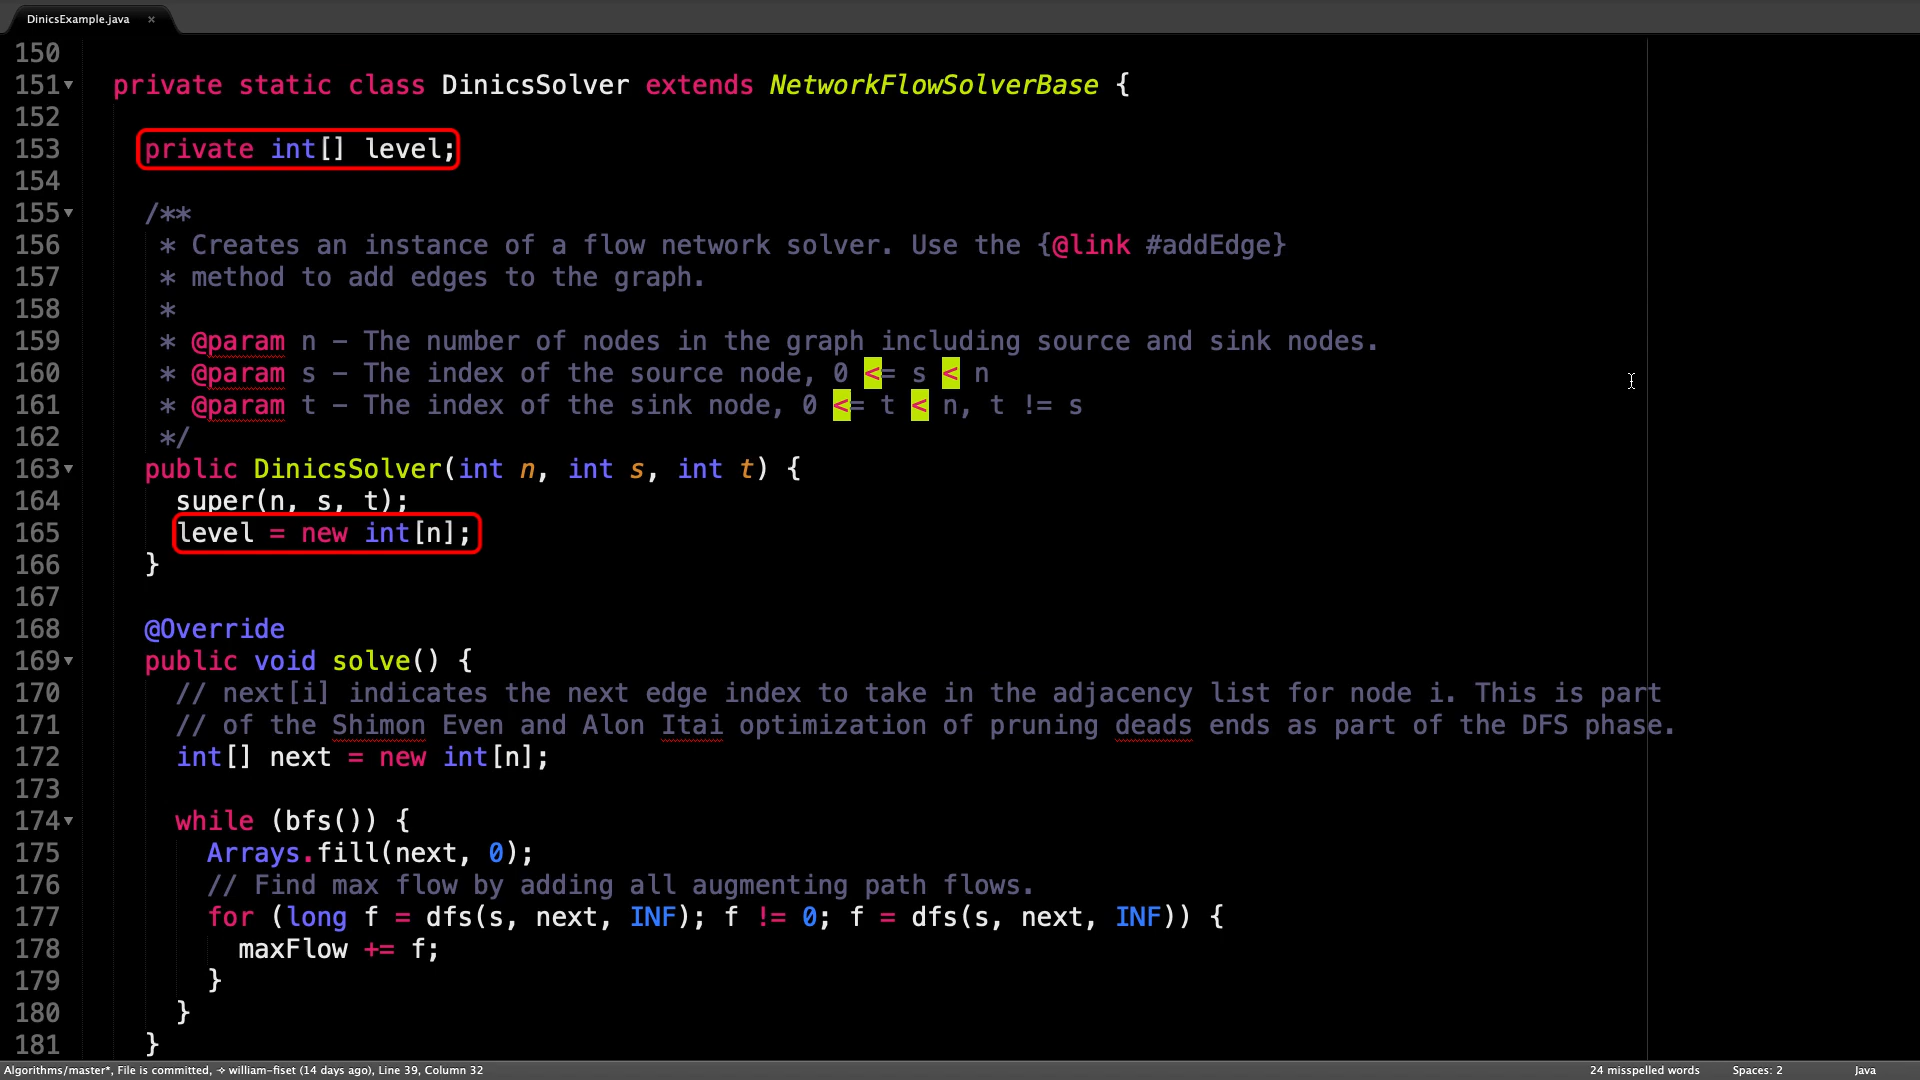 DinicsExample.java ×
150
151 private static class DinicsSolver extends NetworkFlowSolverBase {
152
153 private int[] level;
154
155 /**
156 * Creates an instance of a flow network solver. Use the {@link #addEdge}
157 * method to add edges to the graph.
158 *
159 * @param n - The number of nodes in the graph including source and sink nodes.
160 * @param s - The index of the source node, 0 <= s < n
161 * @param t - The index of the sink node, 0 <= t < n, t != s
162 */
163 public DinicsSolver(int n, int s, int t) {
164 super(n, s, t);
165 level = new int[n];
166 }
167
168 @Override
169 public void solve() {
170 // next[i] indicates the next edge index to take in the adjacency list for node i. This is part
171 // of the Shimon Even and Alon Itai optimization of pruning deads ends as part of the DFS phase.
172 int[] next = new int[n];
173
174 while (bfs()) {
175 Arrays.fill(next, 0);
176 // Find max flow by adding all augmenting path flows.
177 for (long f = dfs(s, next, INF); f != 0; f = dfs(s, next, INF)) {
178 maxFlow += f;
179 }
180 }
181 }
Algorithms/master*, File is committed, ✧ william-fiset (14 days ago), Line 39, Column 32 24 misspelled words Spaces: 2 Java